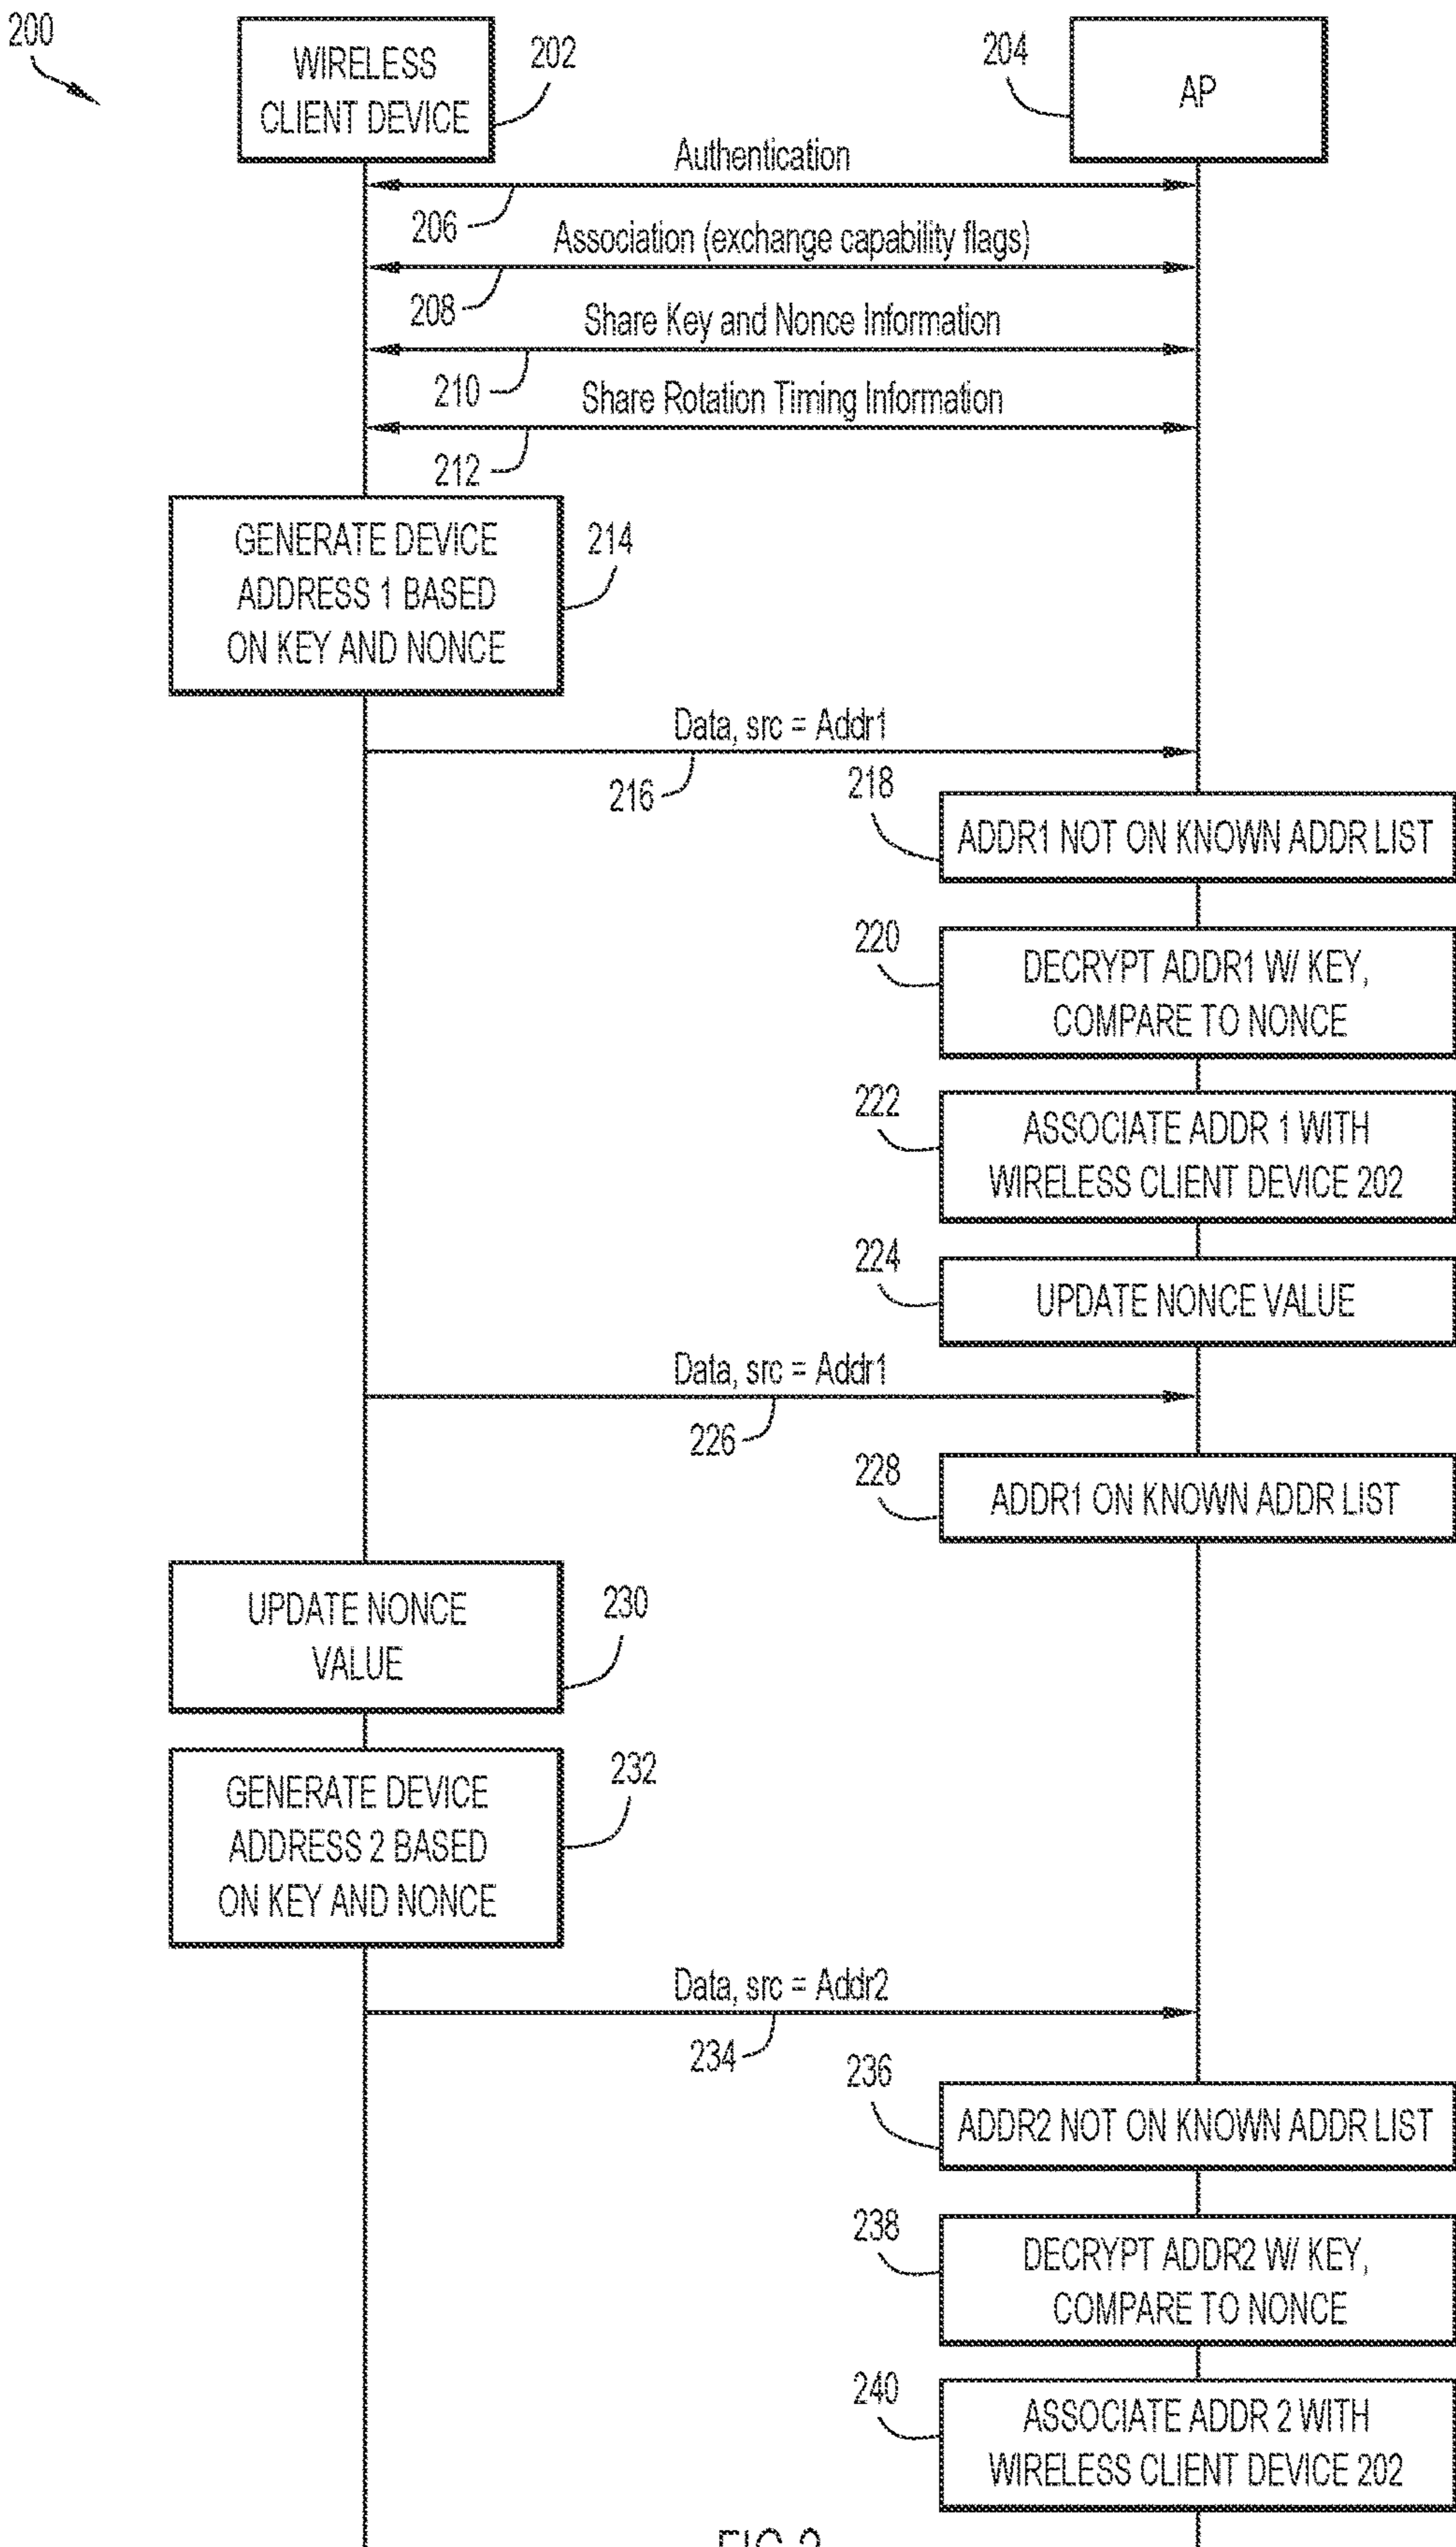 200
WIRELESS
CLIENT DEVICE
202
204
AP
Authentication
206
Association (exchange capability flags)
208
Share Key and Nonce Information
210
Share Rotation Timing Information
212
GENERATE DEVICE
ADDRESS 1 BASED
ON KEY AND NONCE
214
Data, src = Addr1
216
218
ADDR1 NOT ON KNOWN ADDR LIST
220
DECRYPT ADDR1 W/ KEY,
COMPARE TO NONCE
222
ASSOCIATE ADDR 1 WITH
WIRELESS CLIENT DEVICE 202
224
UPDATE NONCE VALUE
Data, src = Addr1
226
228
ADDR1 ON KNOWN ADDR LIST
UPDATE NONCE
VALUE
230
GENERATE DEVICE
ADDRESS 2 BASED
ON KEY AND NONCE
232
Data, src = Addr2
234
236
ADDR2 NOT ON KNOWN ADDR LIST
238
DECRYPT ADDR2 W/ KEY,
COMPARE TO NONCE
240
ASSOCIATE ADDR 2 WITH
WIRELESS CLIENT DEVICE 202